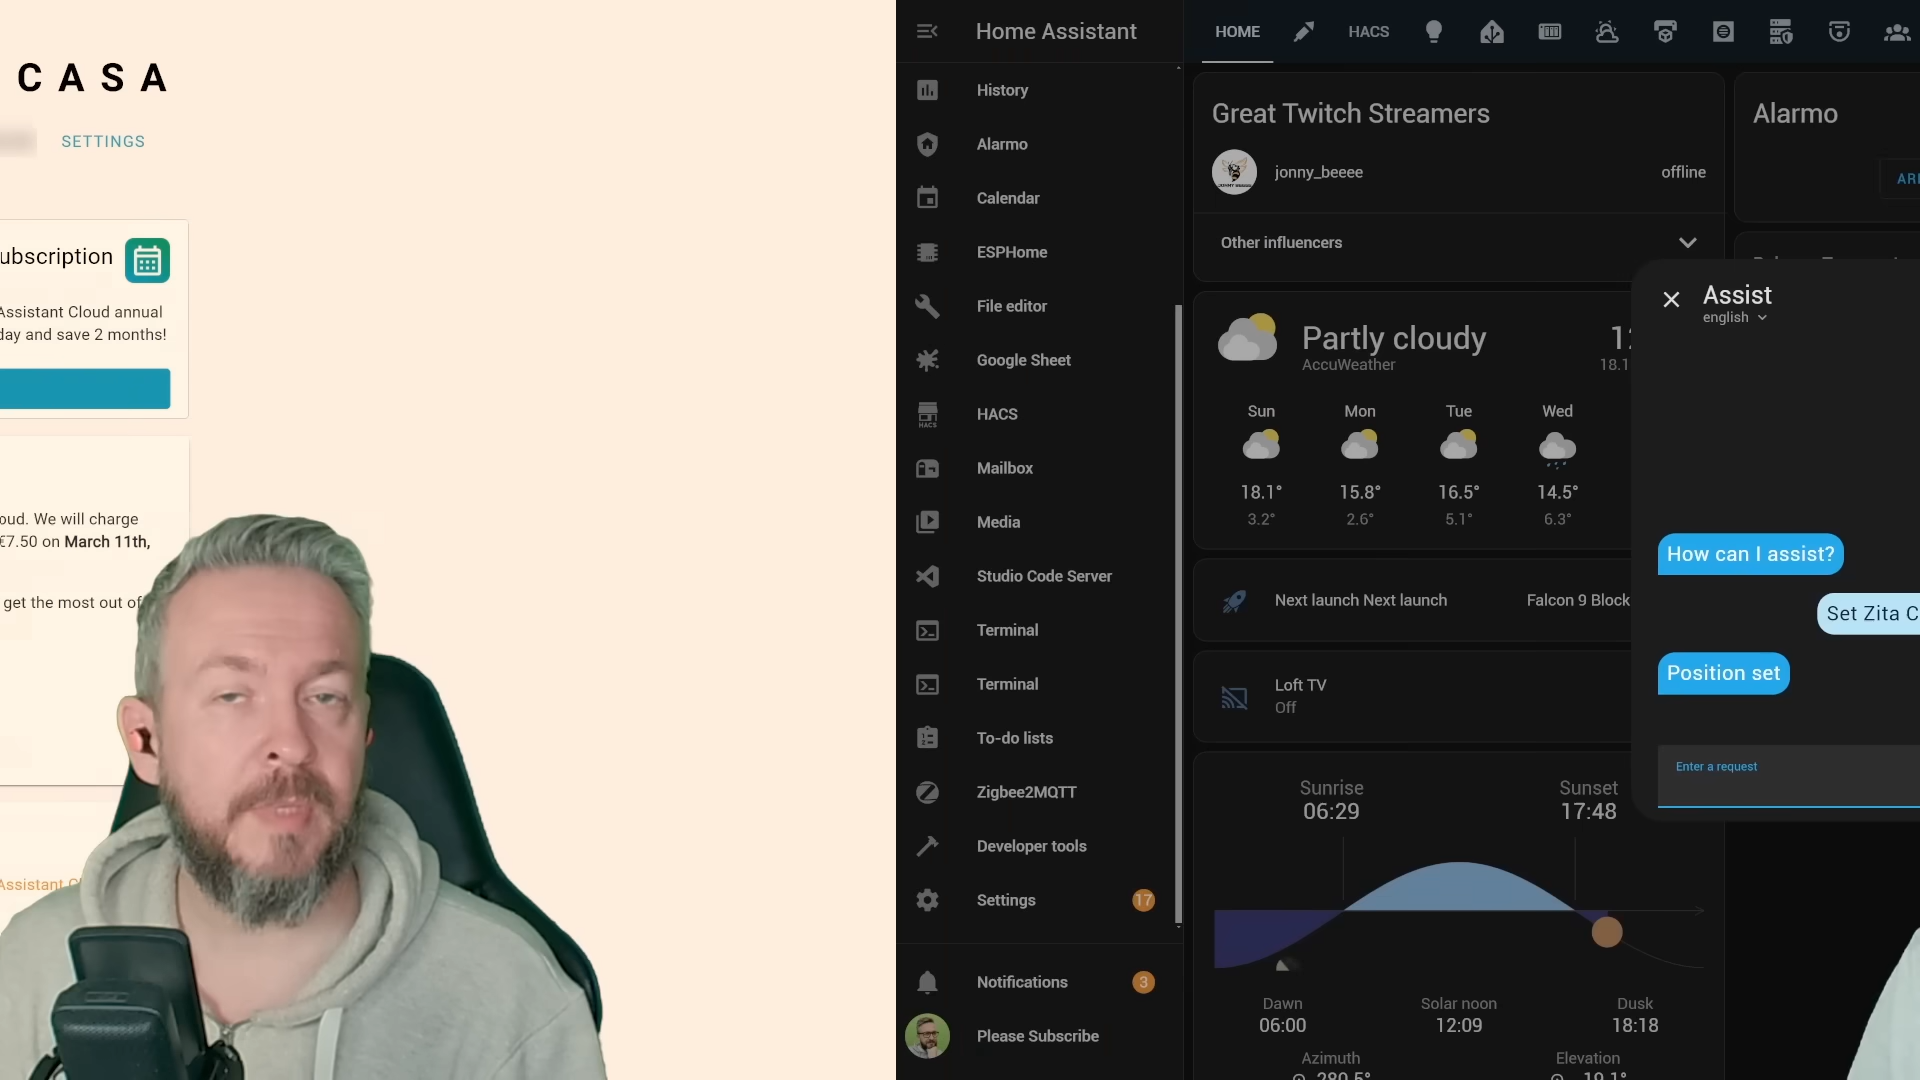 CASA
SETTINGS
ubscription
Assistant Cloud annual
day and save 2 months!
oud. We will charge
€7.50 on March 11th,
get the most out of
Assistant
Home Assistant
History
Alarmo
Calendar
ESPHome
File editor
Google Sheet
HACS
Mailbox
Media
Studio Code Server
Terminal
Terminal
To-do lists
Zigbee2MQTT
Developer tools
Settings 17
Notifications 3
Please Subscribe
HOME HACS
Great Twitch Streamers
jonny_beeee offline
Other influencers
Partly cloudy
AccuWeather 18.1
Sun Mon Tue Wed
18.1° 15.8° 16.5° 14.5°
3.2° 2.6° 5.1° 6.3°
Next launch Next launch Falcon 9 Block
Loft TV
Off
Sunrise Sunset
06:29 17:48
Dawn Solar noon Dusk
06:00 12:09 18:18
Azimuth Elevation
Alarmo
Assist
english
How can I assist?
Set Zita C
Position set
Enter a request